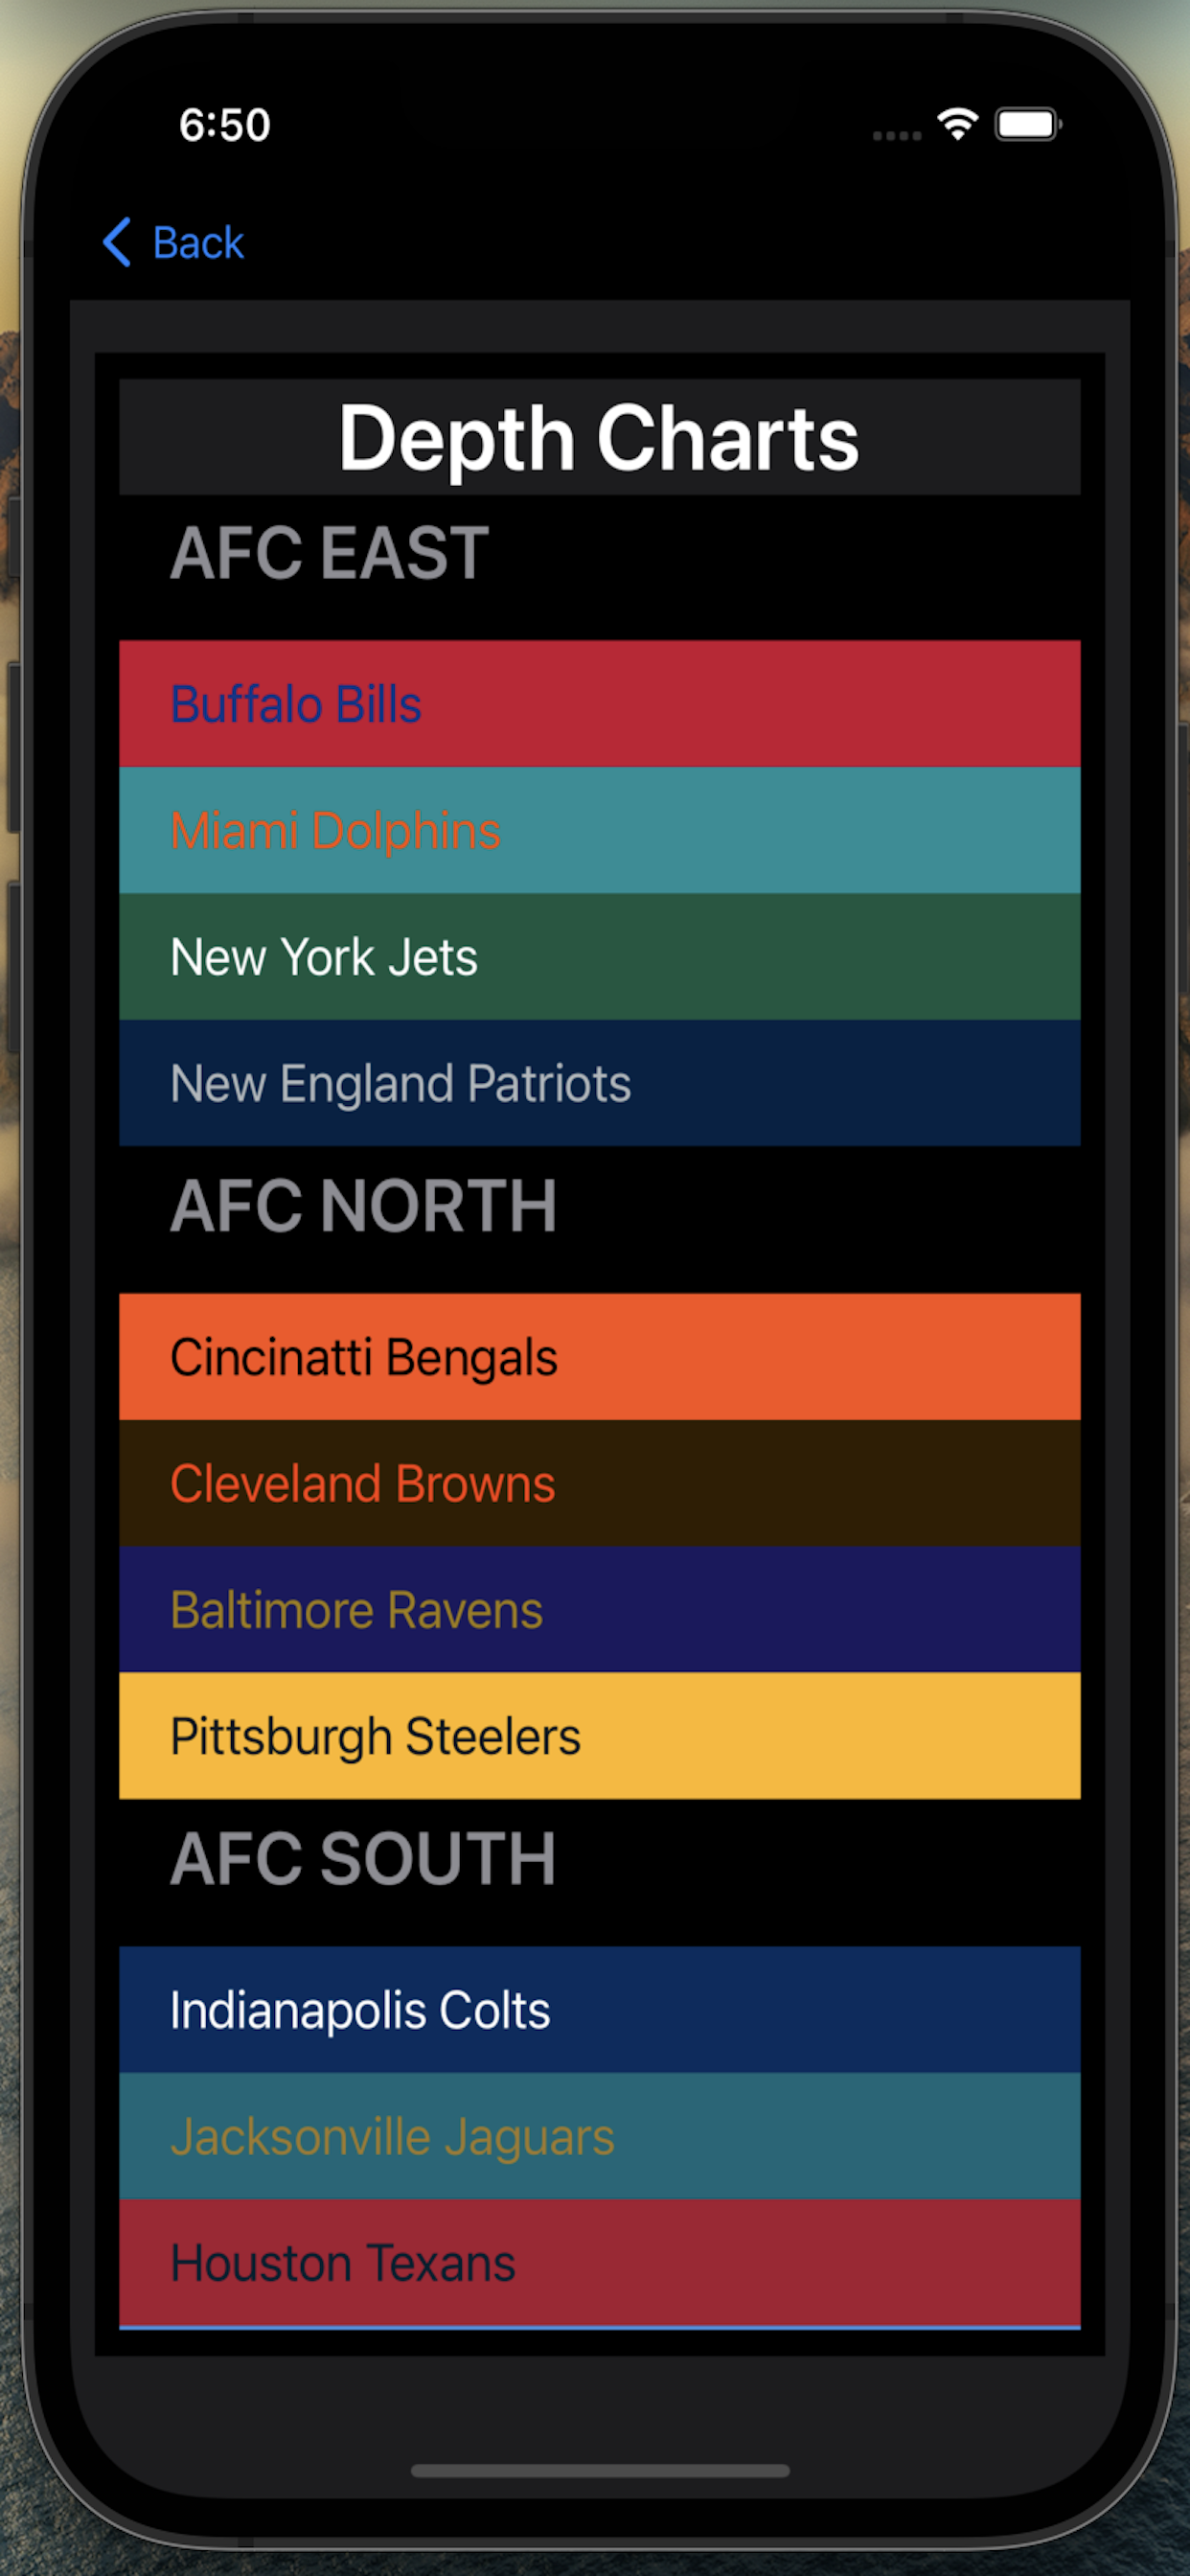 6:50
Back
Depth Charts
AFC EAST
Buffalo Bills
Miami Dolphins
New York Jets
New England Patriots
AFC NORTH
Cincinatti Bengals
Cleveland Browns
Baltimore Ravens
Pittsburgh Steelers
AFC SOUTH
Indianapolis Colts
Jacksonville Jaguars
Houston Texans